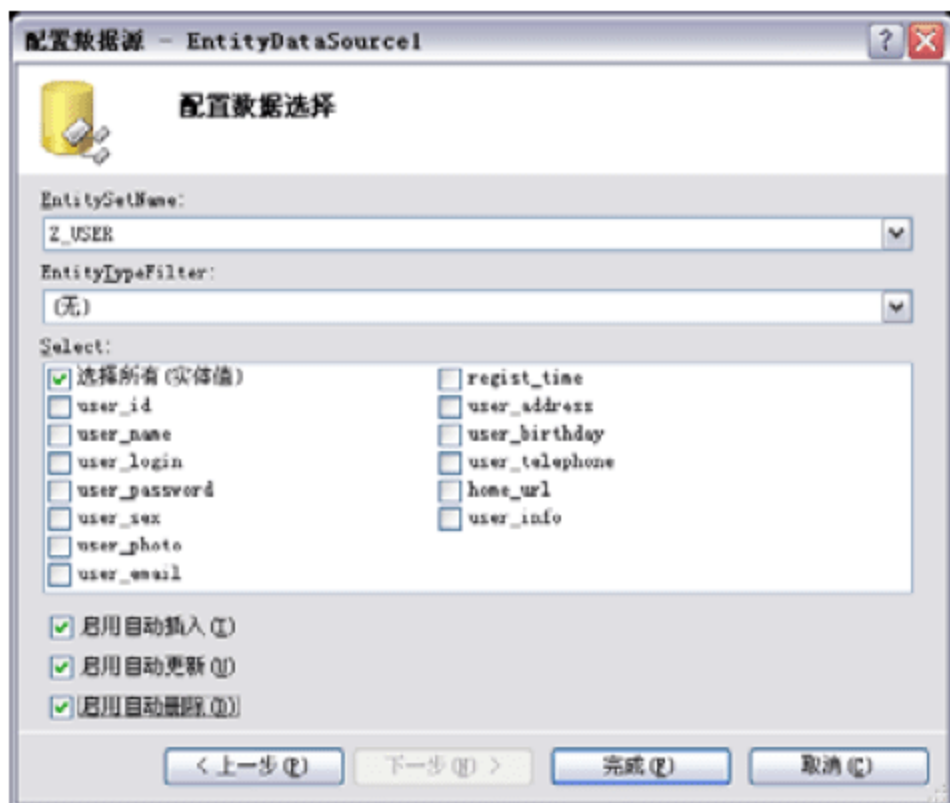 配置数据源 - EntityDataSource1
配置数据选择
EntitySetName:
Z_USER
EntityTypeFilter:
(无)
Select:
选择所有(实体值)
user_id
user_name
user_login
user_password
user_sex
user_photo
user_email
regist_time
user_address
user_birthday
user_telephone
home_url
user_info
启用自动插入(I)
启用自动更新(U)
启用自动删除(D)
< 上一步(P)
下一步(N) >
完成(F)
取消(C)